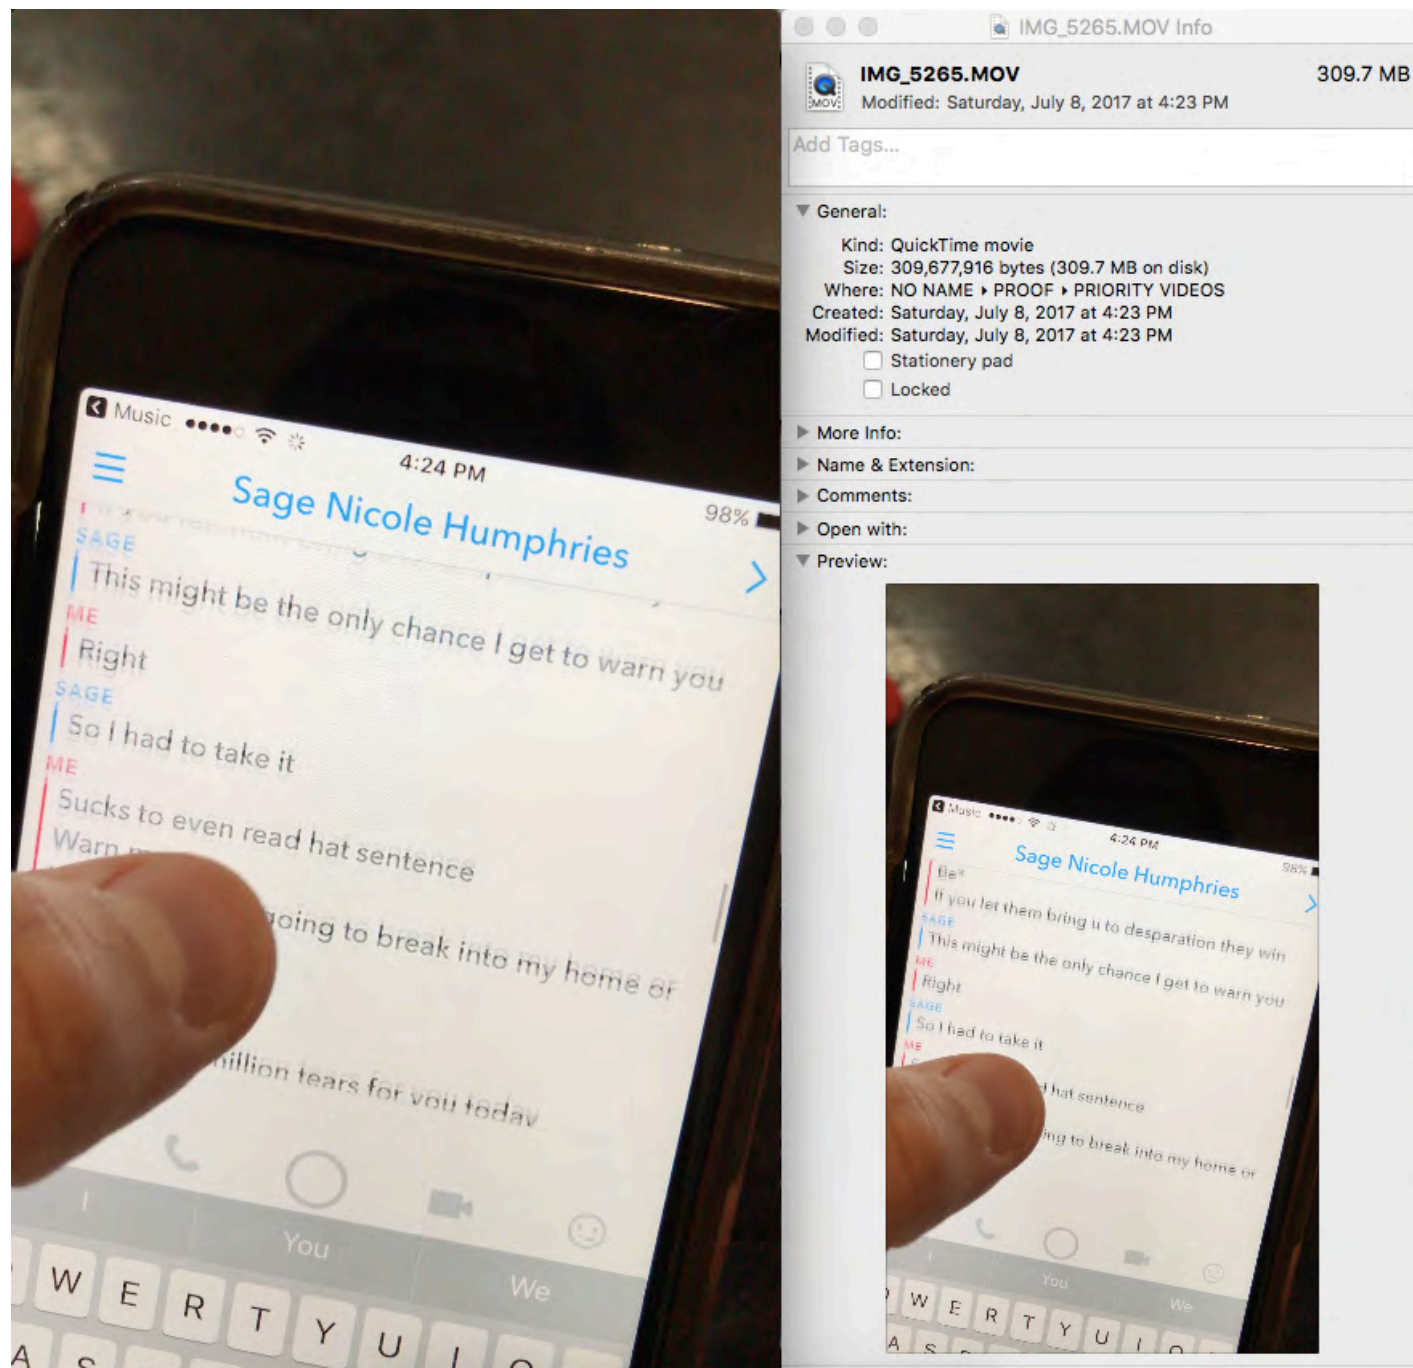 Music
4:24 PM
98%
Sage Nicole Humphries
SAGE
This might be the only chance I get to warn you
ME
Right
SAGE
So I had to take it
ME
Sucks to even read hat sentence
Warn
going to break into my home or
million tears for you today
I
You
We
W E R T Y U I O
A S
IMG_5265.MOV Info
IMG_5265.MOV 309.7 MB
MOV
Modified: Saturday, July 8, 2017 at 4:23 PM
Add Tags...
General:
Kind: QuickTime movie
Size: 309,677,916 bytes (309.7 MB on disk)
Where: NO NAME ▸ PROOF ▸ PRIORITY VIDEOS
Created: Saturday, July 8, 2017 at 4:23 PM
Modified: Saturday, July 8, 2017 at 4:23 PM
Stationery pad
Locked
More Info:
Name & Extension:
Comments:
Open with:
Preview:
Music
4:24 PM
98%
Sage Nicole Humphries
Be*
If you let them bring u to desparation they win
SAGE
This might be the only chance I get to warn you
ME
Right
SAGE
So I had to take it
ME
hat sentence
ing to break into my home or
I
You
We
W E R T Y U I O
A S D